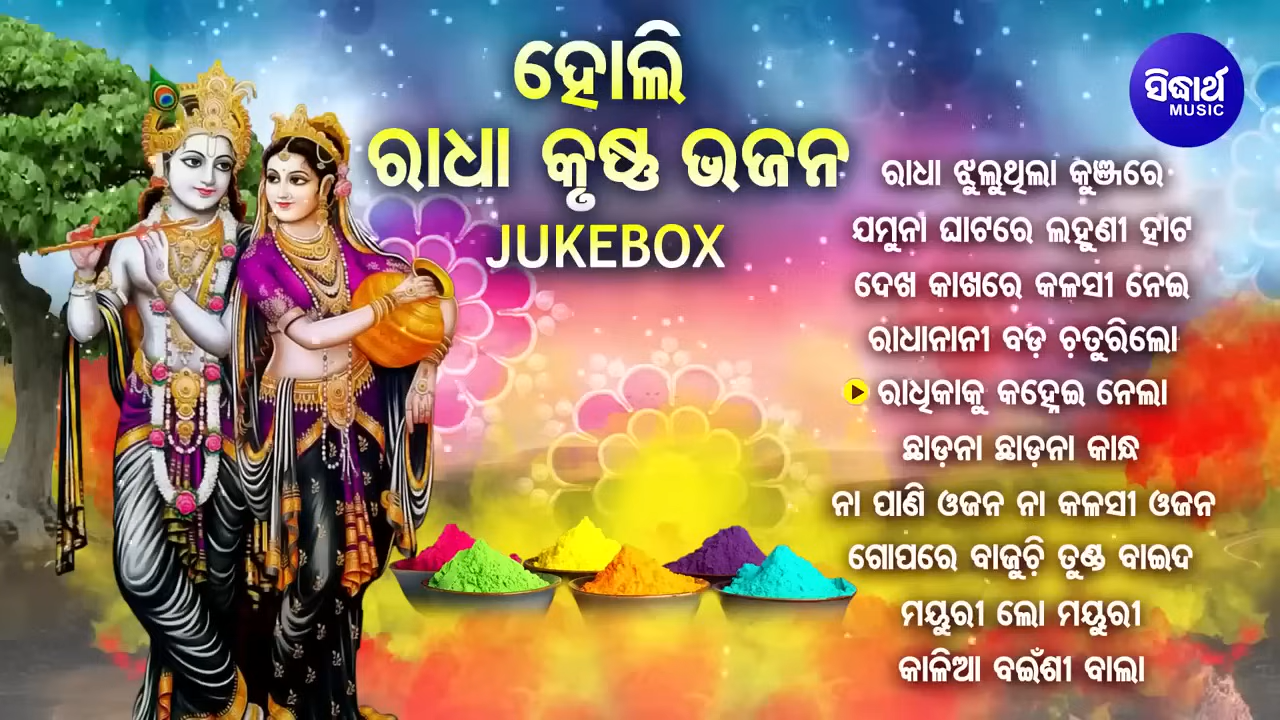 ହୋଲି
ରାଧା କୃଷ୍ଣ ଭଜନ
JUKEBOX
ସିଦ୍ଧାର୍ଥ
MUSIC
ରାଧା ଝୁଲୁଥିଲା କୁଞ୍ଜରେ
ଯମୁନା ଘାଟରେ ଲହୁଣୀ ହାଟ
ଦେଖ କାଖରେ କଳସୀ ନେଇ
ରାଧାନାନୀ ବଡ଼ ଚତୁରିଲୋ
ରାଧିକାକୁ କହ୍ନେଇ ନେଲା
ଛାଡ଼ନା ଛାଡ଼ନା କାନ୍ଧ
ନା ପାଣି ଓଜନ ନା କଳସୀ ଓଜନ
ଗୋପରେ ବାଜୁଚ଼ି ତୁଣ୍ଡ ବାଇଦ
ମୟୁରୀ ଲୋ ମୟୁରୀ
କାଳିଆ ବଇଁଶୀ ବାଲା